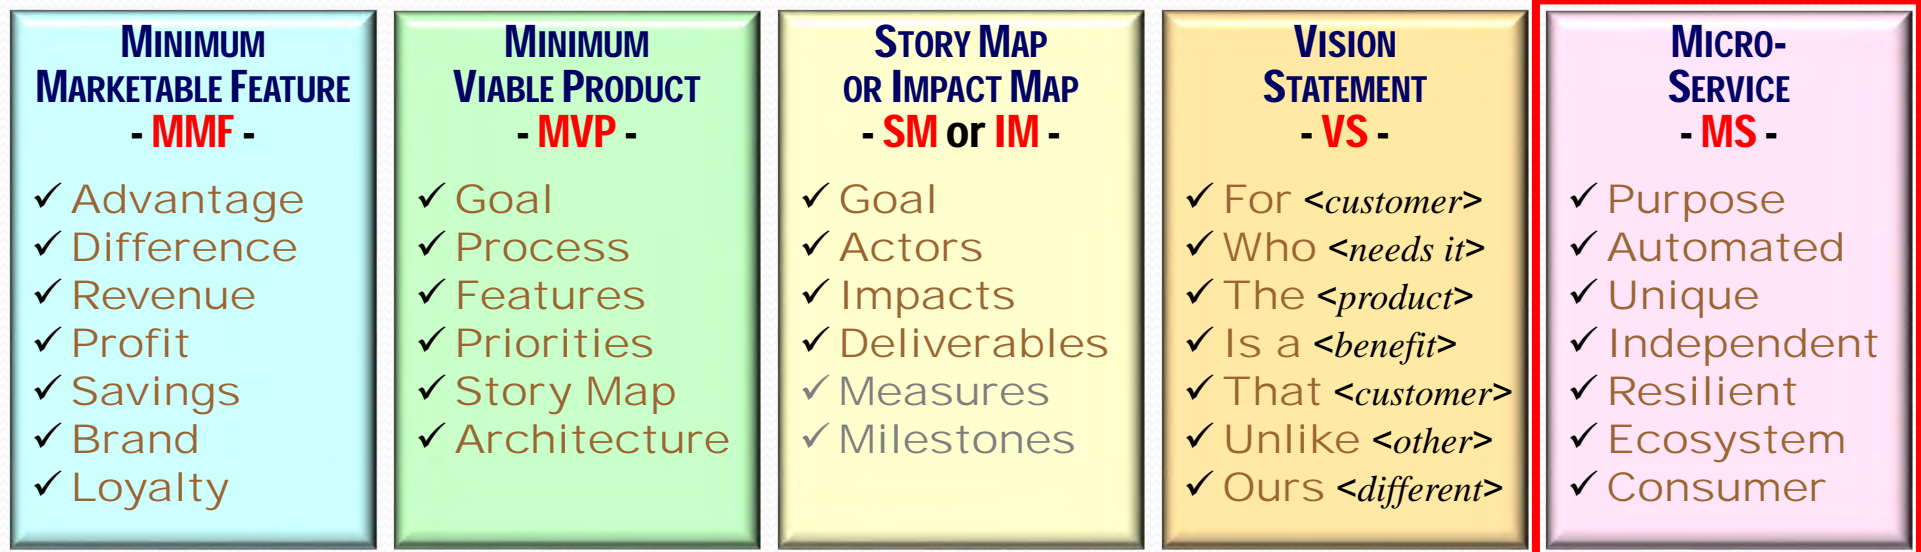 MINIMUM
MARKETABLE FEATURE
- MMF -
✓ Advantage
✓ Difference
✓ Revenue
✓ Profit
✓ Savings
✓ Brand
✓ Loyalty
MINIMUM
VIABLE PRODUCT
- MVP -
✓ Goal
✓ Process
✓ Features
✓ Priorities
✓ Story Map
✓ Architecture
STORY MAP
OR IMPACT MAP
- SM or IM -
✓ Goal
✓ Actors
✓ Impacts
✓ Deliverables
✓ Measures
✓ Milestones
VISION
STATEMENT
- VS -
✓ For <customer>
✓ Who <needs it>
✓ The <product>
✓ Is a <benefit>
✓ That <customer>
✓ Unlike <other>
✓ Ours <different>
MICRO-
SERVICE
- MS -
✓ Purpose
✓ Automated
✓ Unique
✓ Independent
✓ Resilient
✓ Ecosystem
✓ Consumer